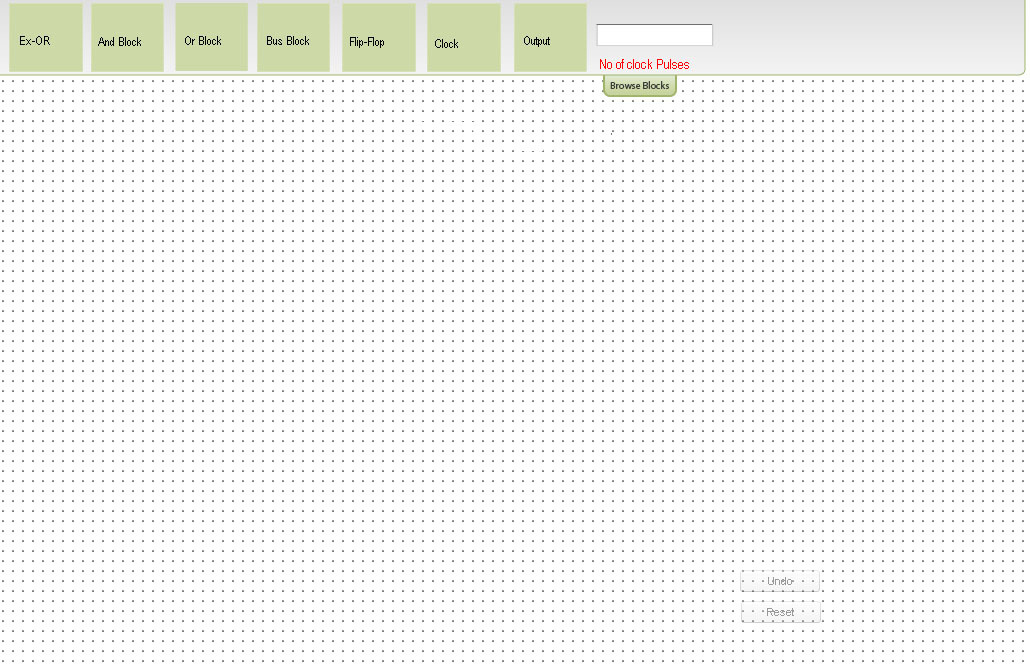 Ex-OR
And Block
Or Block
Bus Block
Flip-Flop
Clock
Output
No of clock Pulses
Browse Blocks
Undo
Reset